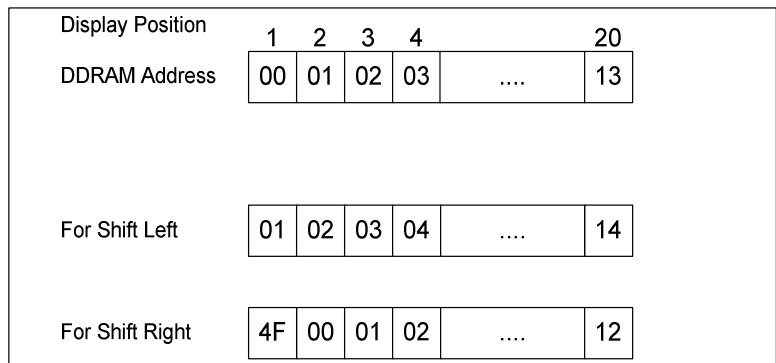 Display Position 1 2 3 4 20
DDRAM Address 00 01 02 03 .... 13
For Shift Left 01 02 03 04 .... 14
For Shift Right 4F 00 01 02 .... 12